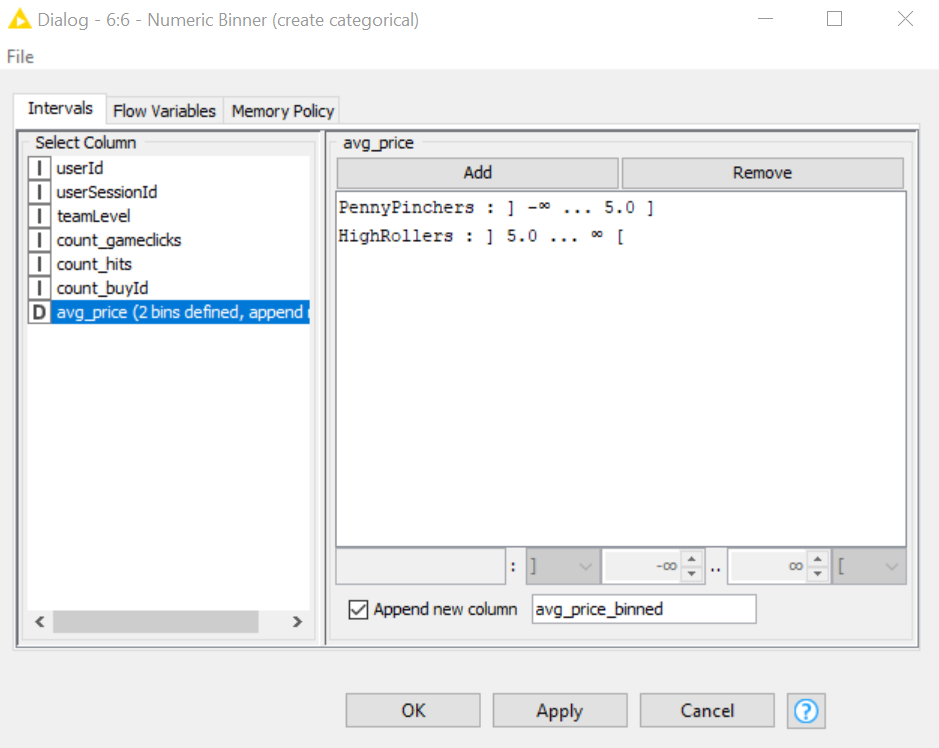 Dialog - 6:6 - Numeric Binner (create categorical)
File
Intervals Flow Variables Memory Policy
Select Column
I userId
I userSessionId
I teamLevel
I count_gameclicks
I count_hits
I count_buyId
D avg_price (2 bins defined, append
avg_price
Add Remove
PennyPinchers : ] -∞ ... 5.0 ]
HighRollers : ] 5.0 ... ∞ [
: ] -∞ .. ∞ [
Append new column avg_price_binned
OK Apply Cancel ?